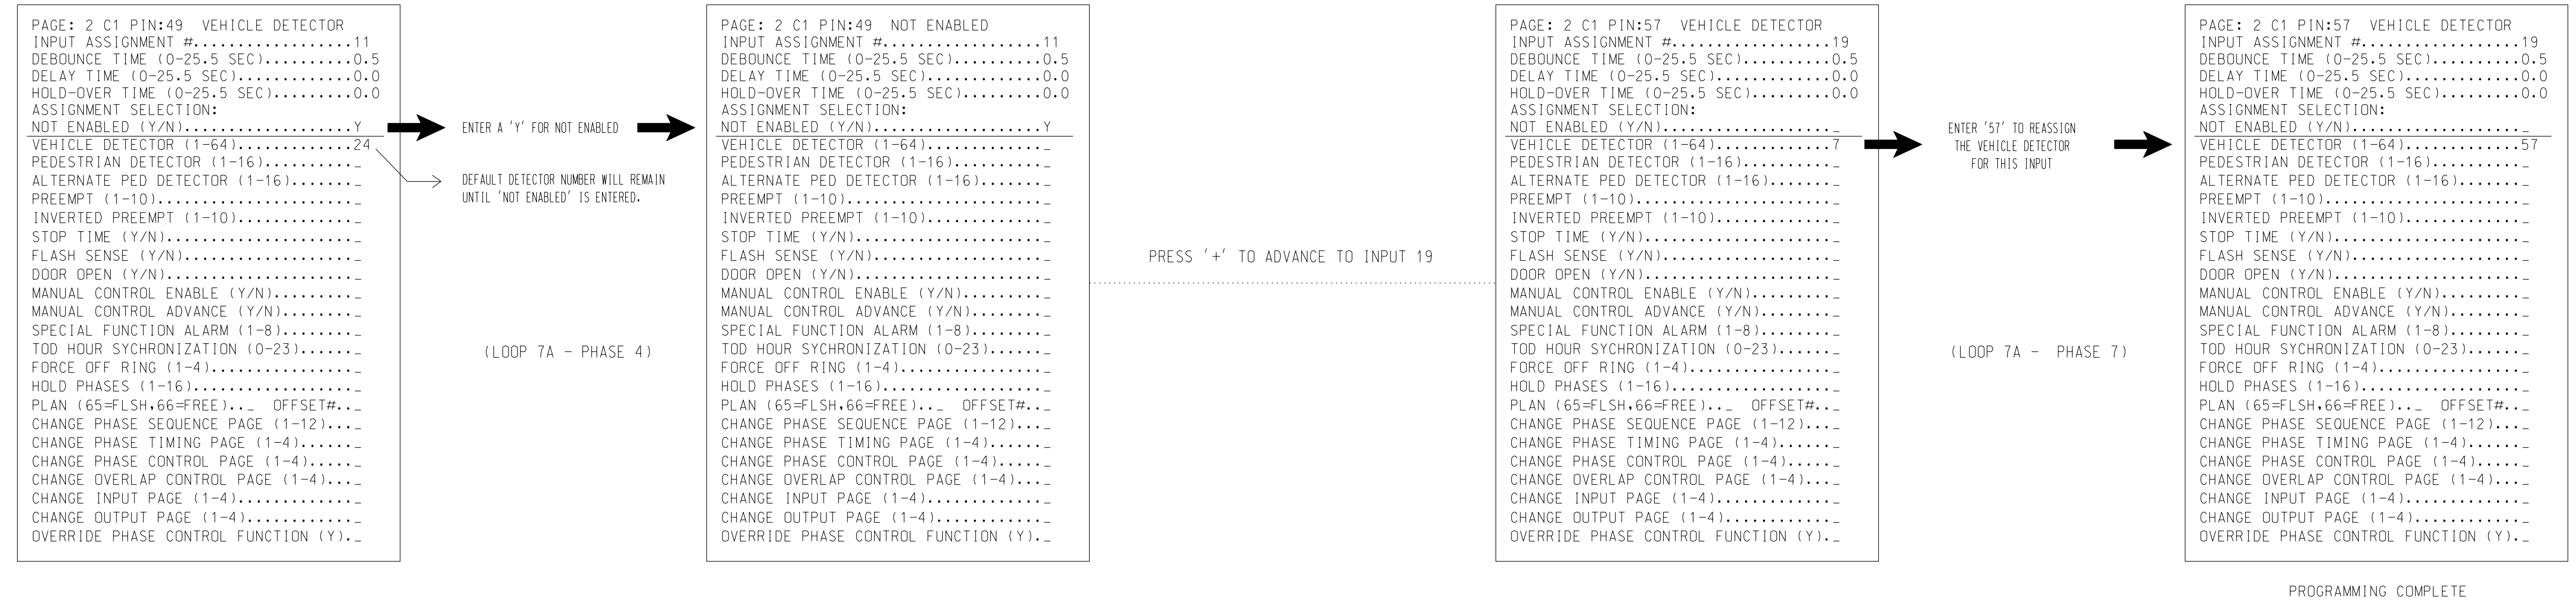 PAGE: 2 C1 PIN:49 VEHICLE DETECTOR
INPUT ASSIGNMENT #..................11
DEBOUNCE TIME (0-25.5 SEC)..........0.5
DELAY TIME (0-25.5 SEC).............0.0
HOLD-OVER TIME (0-25.5 SEC).........0.0
ASSIGNMENT SELECTION:
NOT ENABLED (Y/N)....................Y
VEHICLE DETECTOR (1-64).............24
PEDESTRIAN DETECTOR (1-16).........._
ALTERNATE PED DETECTOR (1-16)......._
PREEMPT (1-10)......................_
INVERTED PREEMPT (1-10)............._
STOP TIME (Y/N)....................._
FLASH SENSE (Y/N)..................._
DOOR OPEN (Y/N)....................._
MANUAL CONTROL ENABLE (Y/N)........._
MANUAL CONTROL ADVANCE (Y/N)........_
SPECIAL FUNCTION ALARM (1-8)........_
TOD HOUR SYCHRONIZATION (0-23)......_
FORCE OFF RING (1-4)................_
HOLD PHASES (1-16).................._
PLAN (65=FLSH,66=FREE).._ OFFSET#.._
CHANGE PHASE SEQUENCE PAGE (1-12)..._
CHANGE PHASE TIMING PAGE (1-4)......_
CHANGE PHASE CONTROL PAGE (1-4)....._
CHANGE OVERLAP CONTROL PAGE (1-4)..._
CHANGE INPUT PAGE (1-4)............._
CHANGE OUTPUT PAGE (1-4)............_
OVERRIDE PHASE CONTROL FUNCTION (Y)._
ENTER A 'Y' FOR NOT ENABLED
DEFAULT DETECTOR NUMBER WILL REMAIN
UNTIL 'NOT ENABLED' IS ENTERED.
(LOOP 7A - PHASE 4)
PAGE: 2 C1 PIN:49 NOT ENABLED
INPUT ASSIGNMENT #..................11
DEBOUNCE TIME (0-25.5 SEC)..........0.5
DELAY TIME (0-25.5 SEC).............0.0
HOLD-OVER TIME (0-25.5 SEC).........0.0
ASSIGNMENT SELECTION:
NOT ENABLED (Y/N)....................Y
VEHICLE DETECTOR (1-64)............._
PEDESTRIAN DETECTOR (1-16).........._
ALTERNATE PED DETECTOR (1-16)......._
PREEMPT (1-10)......................_
INVERTED PREEMPT (1-10)............._
STOP TIME (Y/N)....................._
FLASH SENSE (Y/N)..................._
DOOR OPEN (Y/N)....................._
MANUAL CONTROL ENABLE (Y/N)........._
MANUAL CONTROL ADVANCE (Y/N)........_
SPECIAL FUNCTION ALARM (1-8)........_
TOD HOUR SYCHRONIZATION (0-23)......_
FORCE OFF RING (1-4)................_
HOLD PHASES (1-16).................._
PLAN (65=FLSH,66=FREE).._ OFFSET#.._
CHANGE PHASE SEQUENCE PAGE (1-12)..._
CHANGE PHASE TIMING PAGE (1-4)......_
CHANGE PHASE CONTROL PAGE (1-4)....._
CHANGE OVERLAP CONTROL PAGE (1-4)..._
CHANGE INPUT PAGE (1-4)............._
CHANGE OUTPUT PAGE (1-4)............_
OVERRIDE PHASE CONTROL FUNCTION (Y)._
PRESS '+' TO ADVANCE TO INPUT 19
PAGE: 2 C1 PIN:57 VEHICLE DETECTOR
INPUT ASSIGNMENT #..................19
DEBOUNCE TIME (0-25.5 SEC)..........0.5
DELAY TIME (0-25.5 SEC).............0.0
HOLD-OVER TIME (0-25.5 SEC).........0.0
ASSIGNMENT SELECTION:
NOT ENABLED (Y/N)..................._
VEHICLE DETECTOR (1-64).............7
PEDESTRIAN DETECTOR (1-16).........._
ALTERNATE PED DETECTOR (1-16)......._
PREEMPT (1-10)......................_
INVERTED PREEMPT (1-10)............._
STOP TIME (Y/N)....................._
FLASH SENSE (Y/N)..................._
DOOR OPEN (Y/N)....................._
MANUAL CONTROL ENABLE (Y/N)........._
MANUAL CONTROL ADVANCE (Y/N)........_
SPECIAL FUNCTION ALARM (1-8)........_
TOD HOUR SYCHRONIZATION (0-23)......_
FORCE OFF RING (1-4)................_
HOLD PHASES (1-16).................._
PLAN (65=FLSH,66=FREE).._ OFFSET#.._
CHANGE PHASE SEQUENCE PAGE (1-12)..._
CHANGE PHASE TIMING PAGE (1-4)......_
CHANGE PHASE CONTROL PAGE (1-4)....._
CHANGE OVERLAP CONTROL PAGE (1-4)..._
CHANGE INPUT PAGE (1-4)............._
CHANGE OUTPUT PAGE (1-4)............_
OVERRIDE PHASE CONTROL FUNCTION (Y)._
ENTER '57' TO REASSIGN
THE VEHICLE DETECTOR
FOR THIS INPUT
(LOOP 7A - PHASE 7)
PAGE: 2 C1 PIN:57 VEHICLE DETECTOR
INPUT ASSIGNMENT #..................19
DEBOUNCE TIME (0-25.5 SEC)..........0.5
DELAY TIME (0-25.5 SEC).............0.0
HOLD-OVER TIME (0-25.5 SEC).........0.0
ASSIGNMENT SELECTION:
NOT ENABLED (Y/N)..................._
VEHICLE DETECTOR (1-64).............57
PEDESTRIAN DETECTOR (1-16).........._
ALTERNATE PED DETECTOR (1-16)......._
PREEMPT (1-10)......................_
INVERTED PREEMPT (1-10)............._
STOP TIME (Y/N)....................._
FLASH SENSE (Y/N)..................._
DOOR OPEN (Y/N)....................._
MANUAL CONTROL ENABLE (Y/N)........._
MANUAL CONTROL ADVANCE (Y/N)........_
SPECIAL FUNCTION ALARM (1-8)........_
TOD HOUR SYCHRONIZATION (0-23)......_
FORCE OFF RING (1-4)................_
HOLD PHASES (1-16).................._
PLAN (65=FLSH,66=FREE).._ OFFSET#.._
CHANGE PHASE SEQUENCE PAGE (1-12)..._
CHANGE PHASE TIMING PAGE (1-4)......_
CHANGE PHASE CONTROL PAGE (1-4)....._
CHANGE OVERLAP CONTROL PAGE (1-4)..._
CHANGE INPUT PAGE (1-4)............._
CHANGE OUTPUT PAGE (1-4)............_
OVERRIDE PHASE CONTROL FUNCTION (Y)._
PROGRAMMING COMPLETE